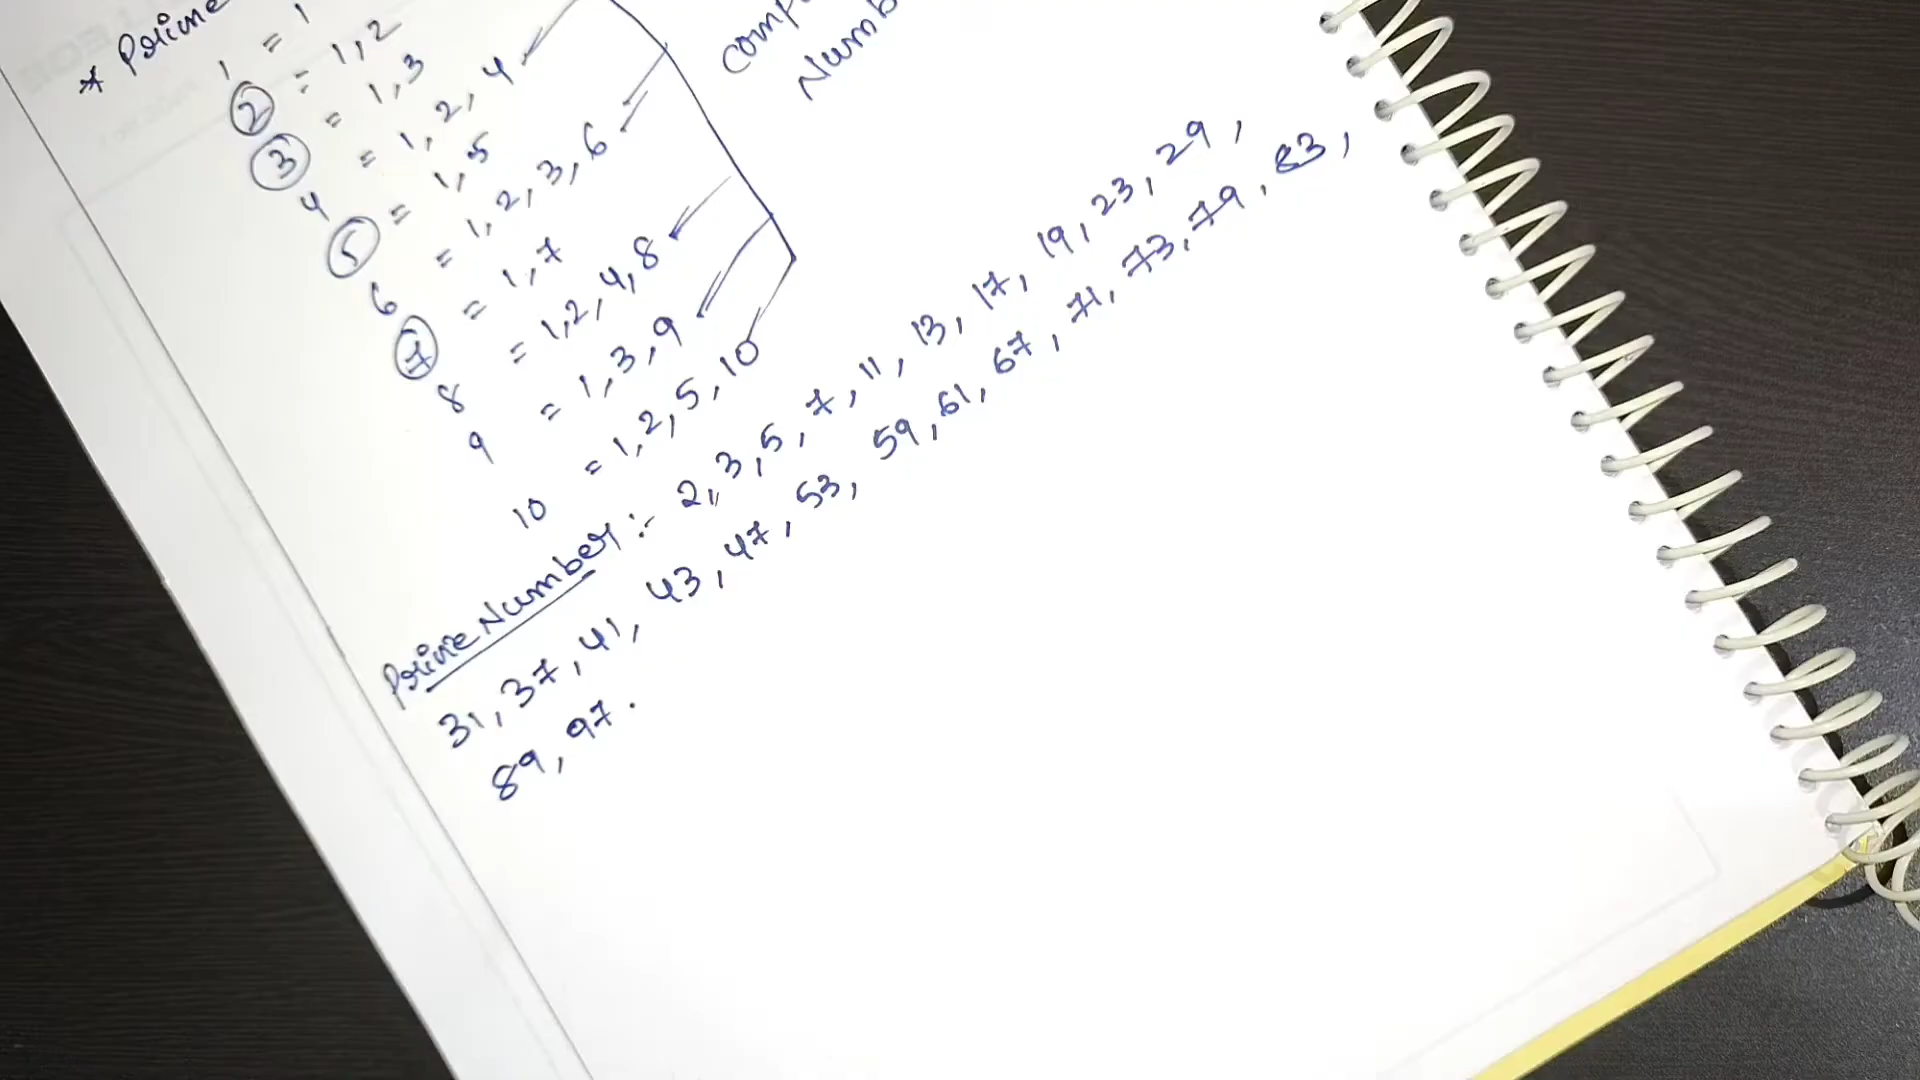 * Prime
1 = 1
2 = 1, 2
3 = 1, 3
4 = 1, 2, 4
5 = 1, 5
6 = 1, 2, 3, 6
7 = 1, 7
8 = 1, 2, 4, 8
9 = 1, 3, 9
10 = 1, 2, 5, 10
Prime Number :- 2, 3, 5, 7, 11, 13, 17, 19, 23, 29,
31, 37, 41, 43, 47, 53, 59, 61, 67, 71, 73, 79, 83,
89, 97.